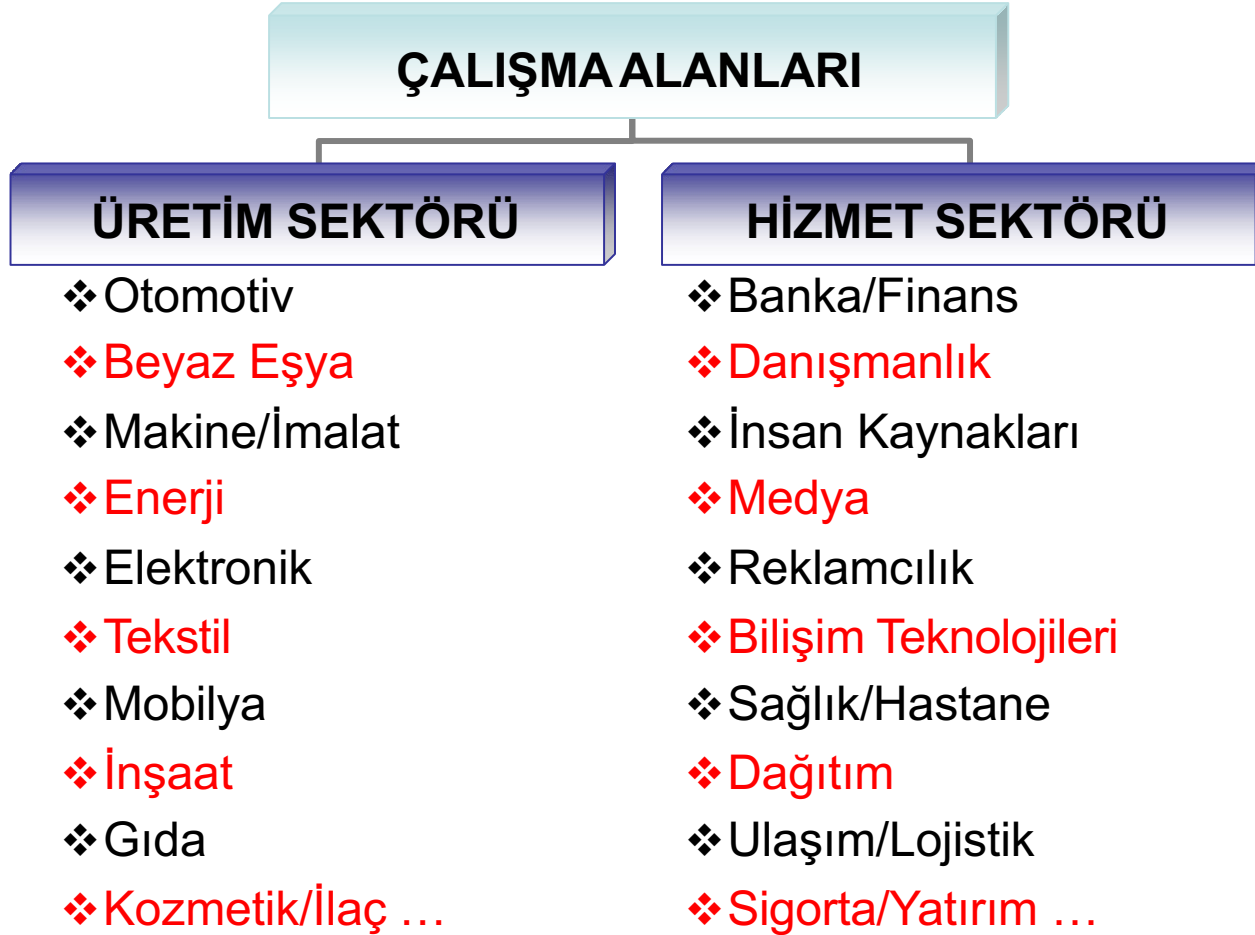 ÇALIŞMA ALANLARI
ÜRETİM SEKTÖRÜ
❖Otomotiv
❖Beyaz Eşya
❖Makine/İmalat
❖Enerji
❖Elektronik
❖Tekstil
❖Mobilya
❖İnşaat
❖Gıda
❖Kozmetik/İlaç …
HİZMET SEKTÖRÜ
❖Banka/Finans
❖Danışmanlık
❖İnsan Kaynakları
❖Medya
❖Reklamcılık
❖Bilişim Teknolojileri
❖Sağlık/Hastane
❖Dağıtım
❖Ulaşım/Lojistik
❖Sigorta/Yatırım …